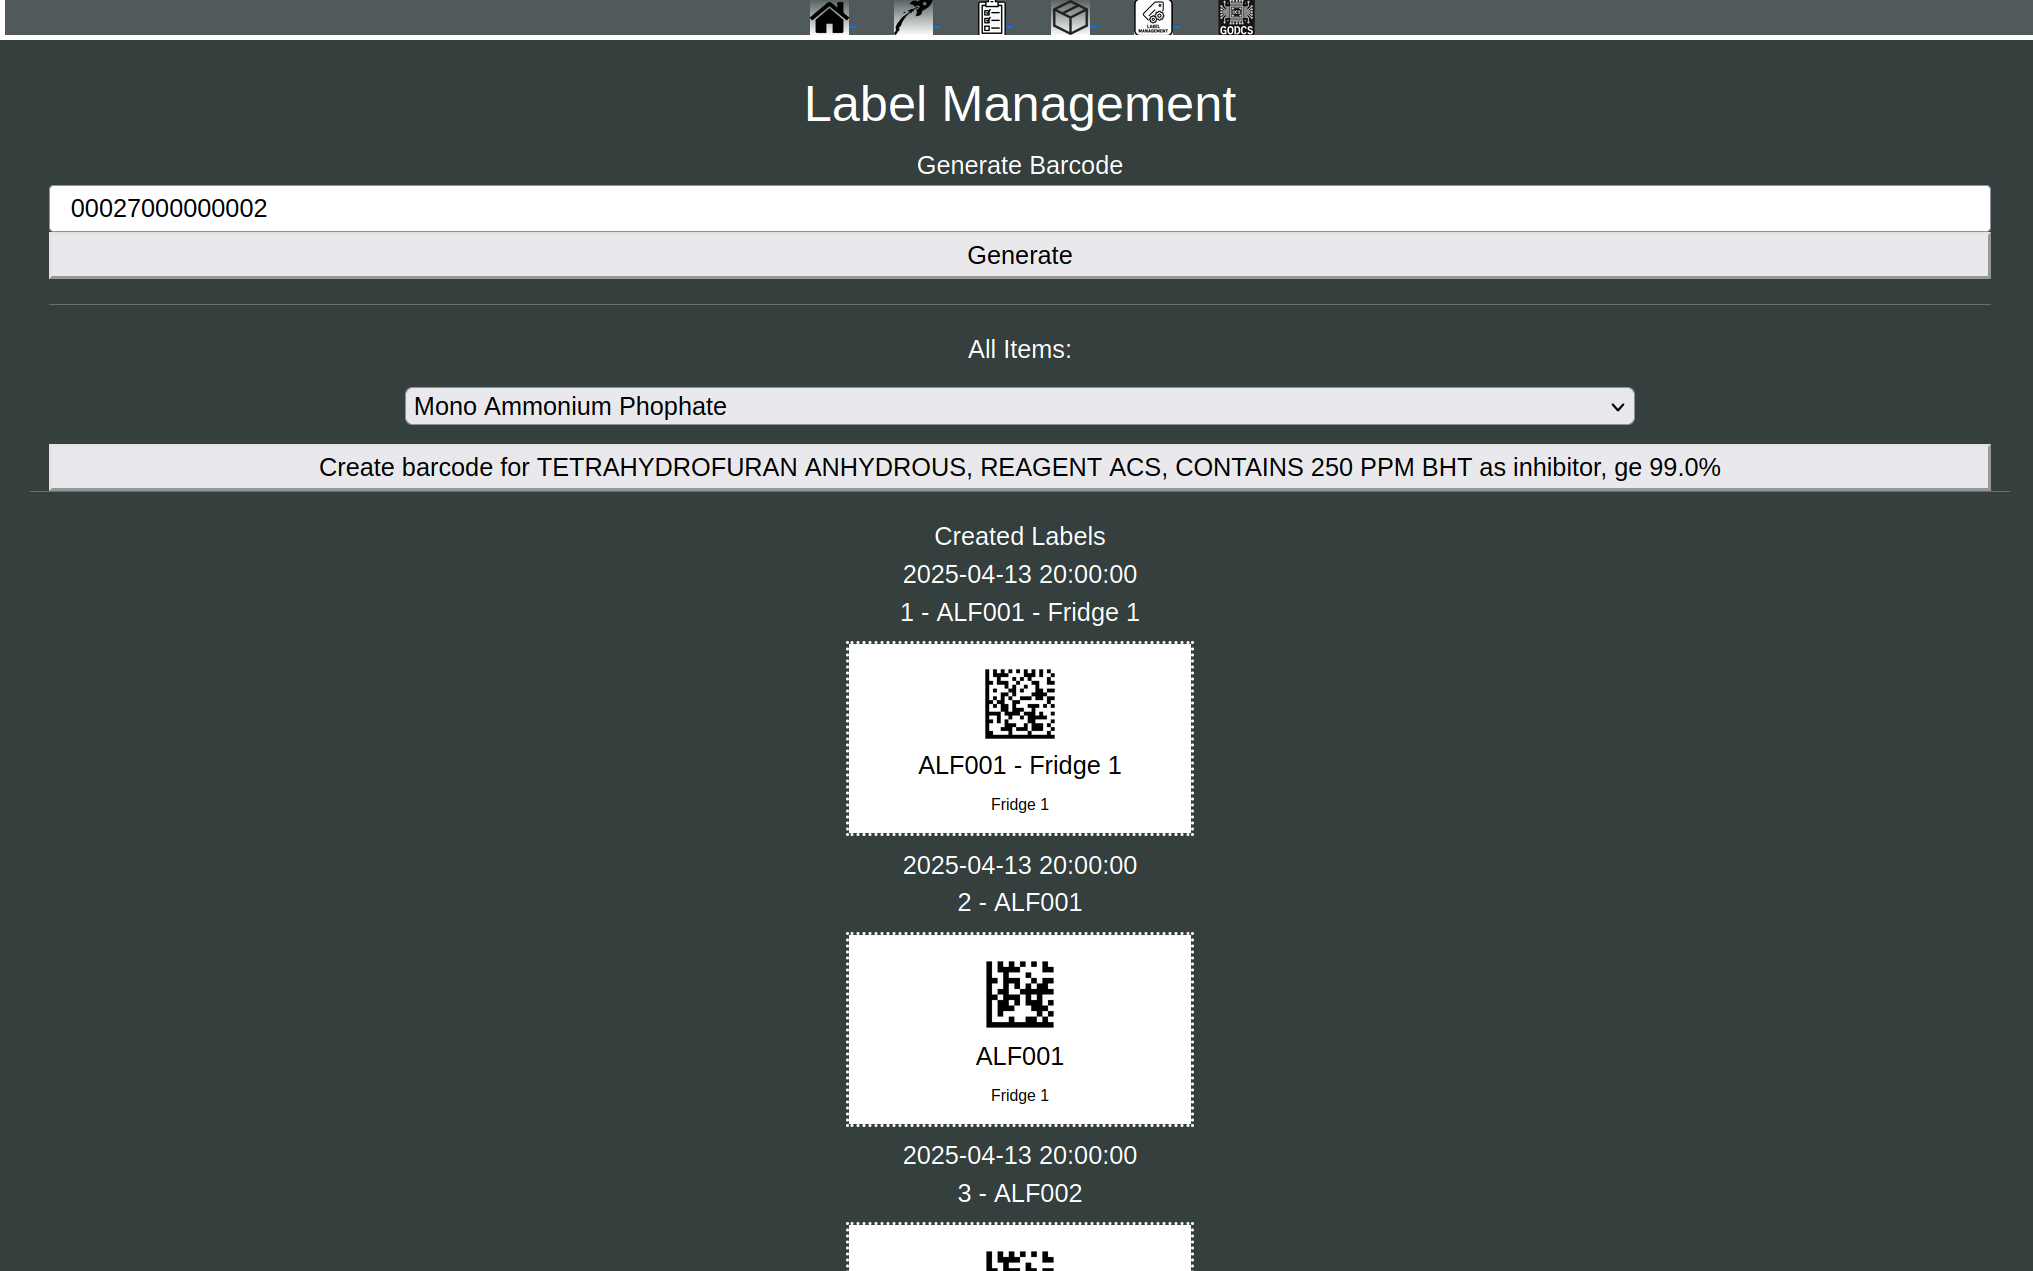 LABEL
MANAGEMENT
GODCS
Label Management
Generate Barcode
00027000000002
Generate
All Items:
Mono Ammonium Phophate
Create barcode for TETRAHYDROFURAN ANHYDROUS, REAGENT ACS, CONTAINS 250 PPM BHT as inhibitor, ge 99.0%
Created Labels
2025-04-13 20:00:00
1 - ALF001 - Fridge 1
ALF001 - Fridge 1
Fridge 1
2025-04-13 20:00:00
2 - ALF001
ALF001
Fridge 1
2025-04-13 20:00:00
3 - ALF002